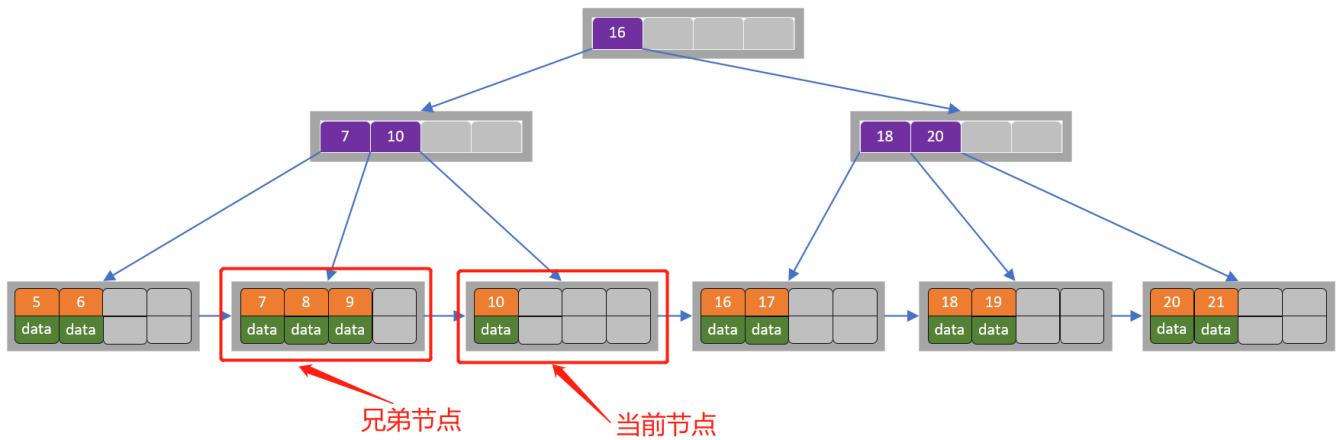 16
7 10
18 20
5 6
data data
7 8 9
data data data
10
data
16 17
data data
18 19
data data
20 21
data data
兄弟节点
当前节点